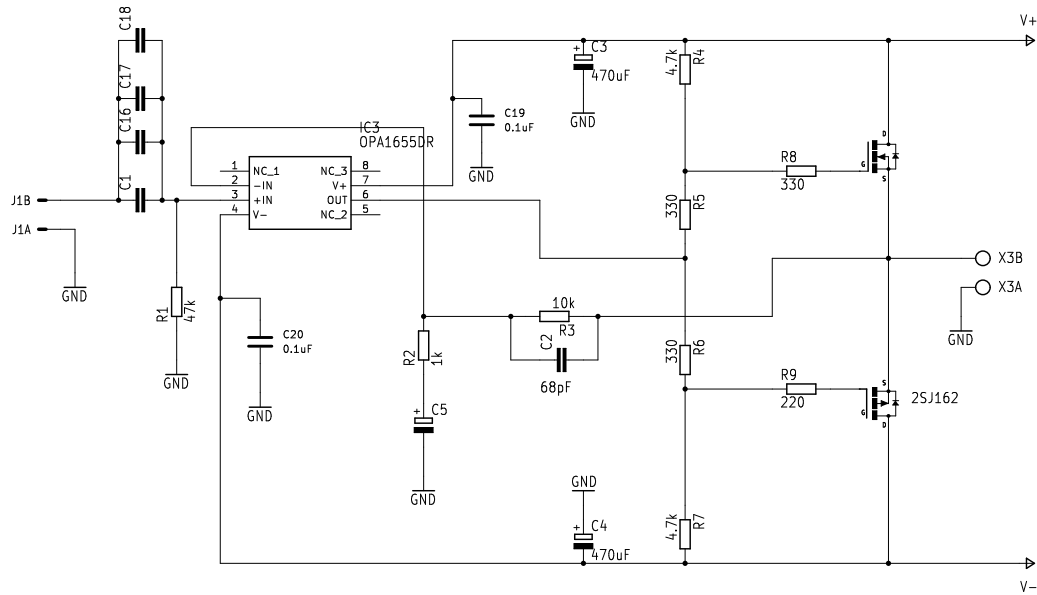 C18
C17
C16
C1
J1B
J1A
GND
R1
47k
GND
IC3
OPA1655DR
1 NC_1 NC_3 8
2 -IN V+ 7
3 +IN OUT 6
4 V- NC_2 5
C20
0.1uF
GND
C19
0.1uF
GND
+ C3
470uF
GND
4.7k R4
330 R5
330 R6
4.7k R7
R8
330
D
G
S
V+
X3B
X3A
GND
10k
R3
C2
68pF
R2
1k
+ C5
GND
R9
220
S
G
D
2SJ162
GND
+ C4
470uF
V-